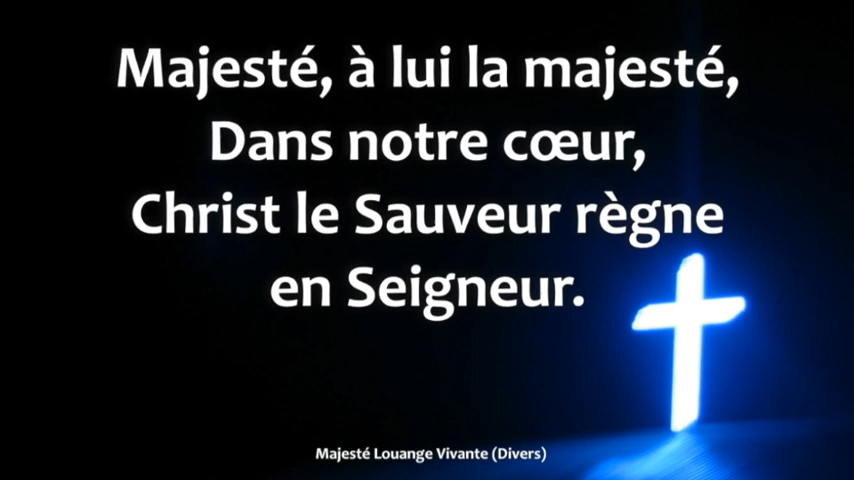 Majesté, à lui la majesté,
Dans notre cœur,
Christ le Sauveur règne
en Seigneur.
Majesté Louange Vivante (Divers)